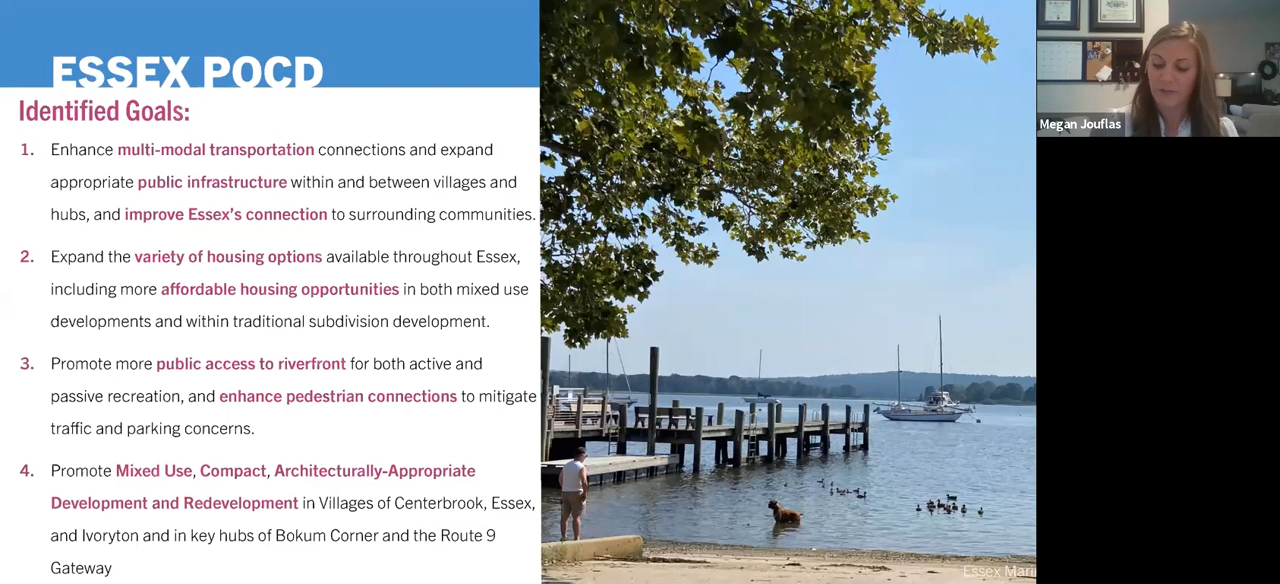 ESSEX POCD
Identified Goals:
1. Enhance multi-modal transportation connections and expand
appropriate public infrastructure within and between villages and
hubs, and improve Essex's connection to surrounding communities.
2. Expand the variety of housing options available throughout Essex,
including more affordable housing opportunities in both mixed use
developments and within traditional subdivision development.
3. Promote more public access to riverfront for both active and
passive recreation, and enhance pedestrian connections to mitigate
traffic and parking concerns.
4. Promote Mixed Use, Compact, Architecturally-Appropriate
Development and Redevelopment in Villages of Centerbrook, Essex,
and Ivoryton and in key hubs of Bokum Corner and the Route 9
Gateway
Essex Mari
Megan Jouflas